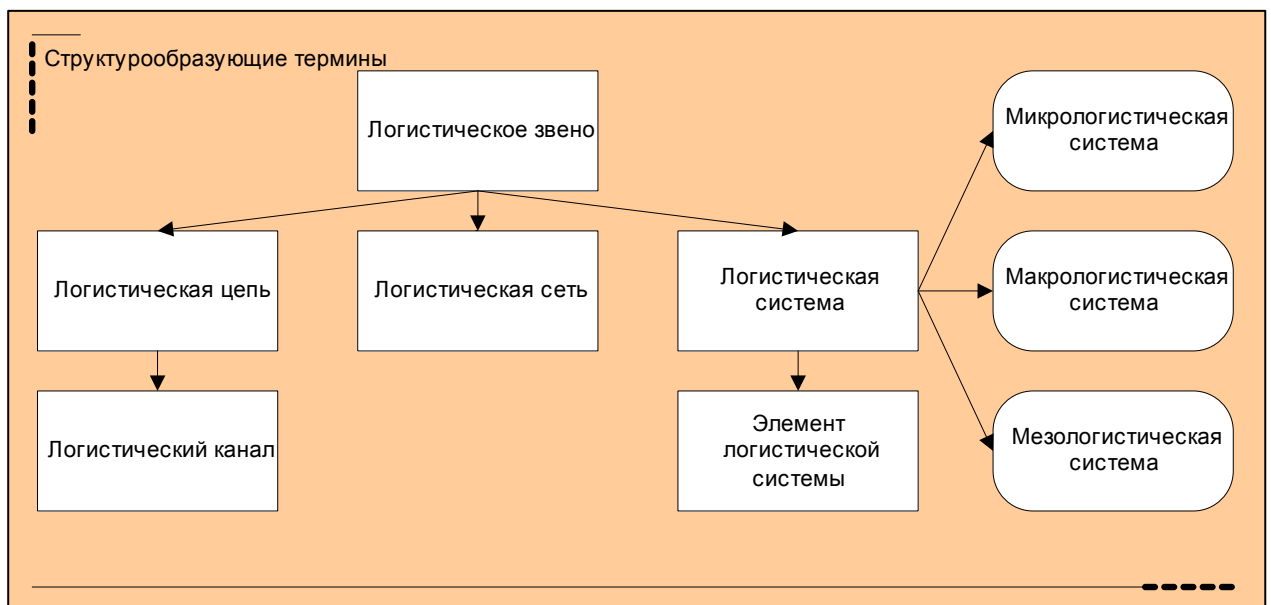 Структурообразующие термины
Логистическое звено
Микрологистическая
система
Логистическая цепь
Логистическая сеть
Логистическая
система
Макрологистическая
система
Логистический канал
Элемент
логистической
системы
Мезологистическая
система